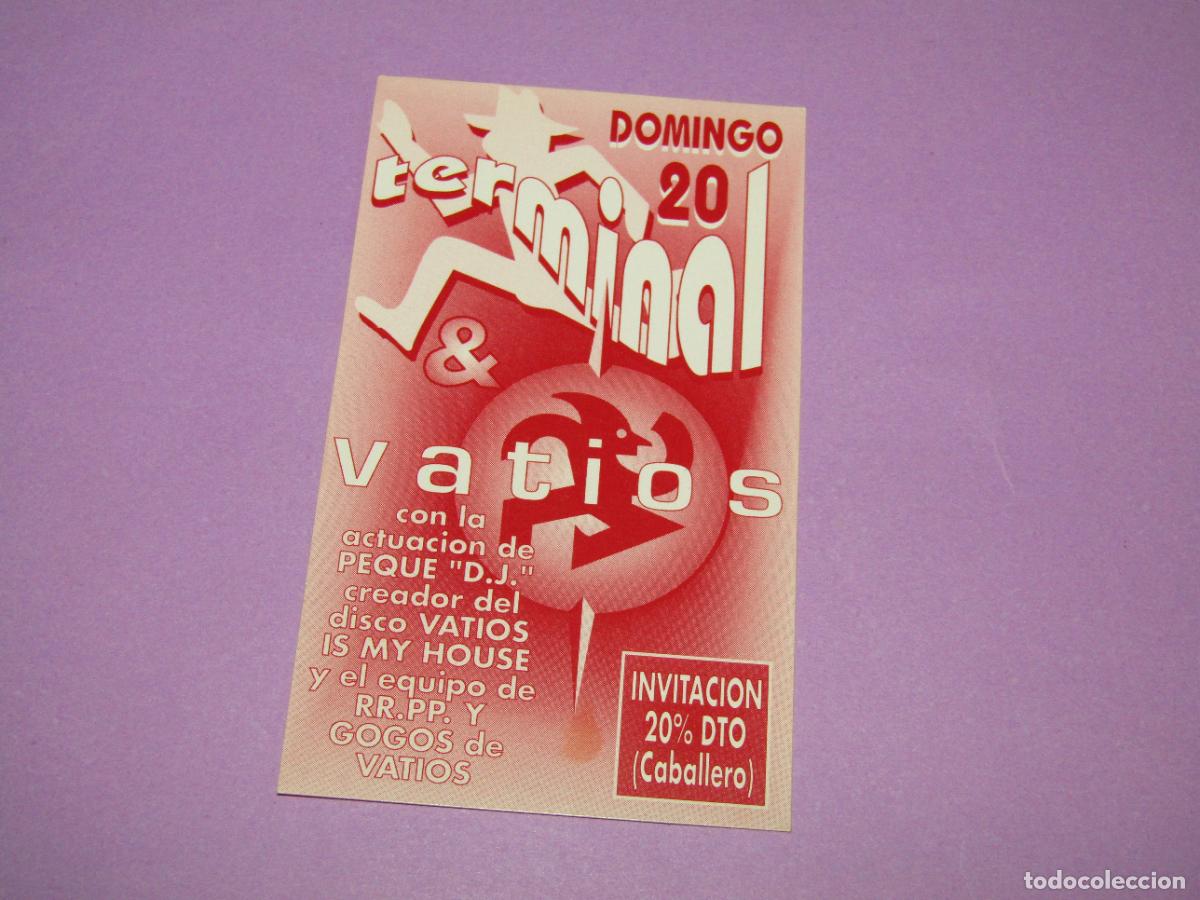 DOMINGO
20
terminal
&
vatios
con la
actuacion de
PEQUE "D.J."
creador del
disco VATIOS
IS MY HOUSE
y el equipo de
RR.PP. Y
GOGOS de
VATIOS
INVITACION
20% DTO
(Caballero)
todocoleccion